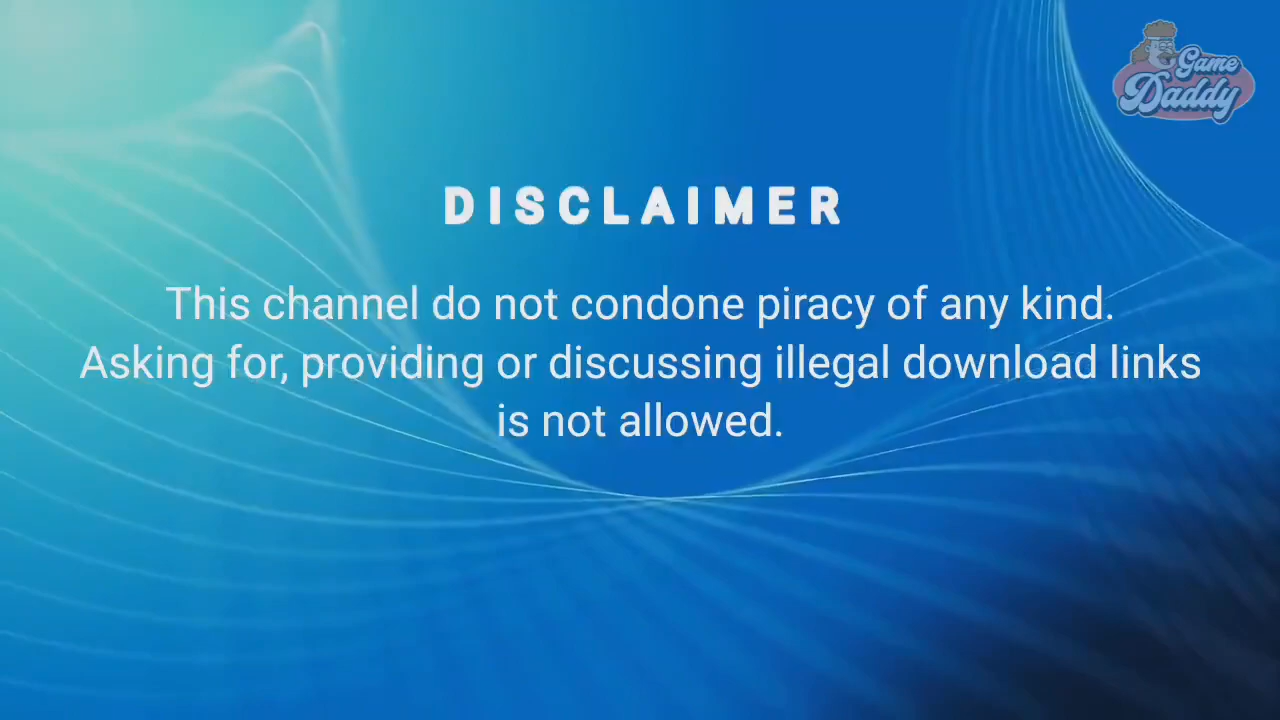 Game
Daddy
DISCLAIMER
This channel do not condone piracy of any kind.
Asking for, providing or discussing illegal download links
is not allowed.